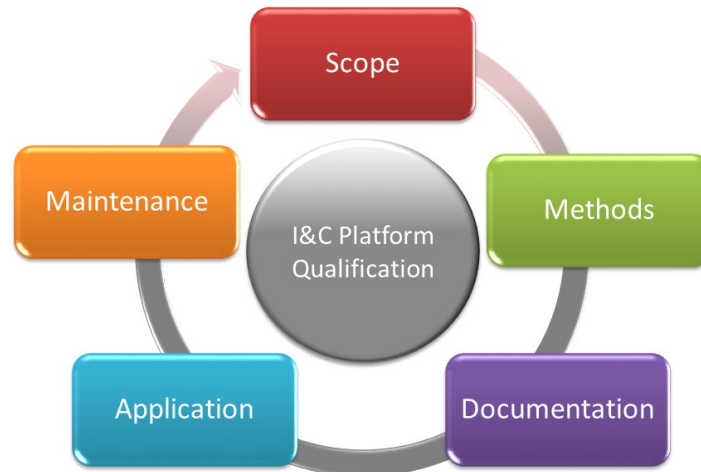 Scope
Maintenance
Methods
I&C Platform
Qualification
Application
Documentation